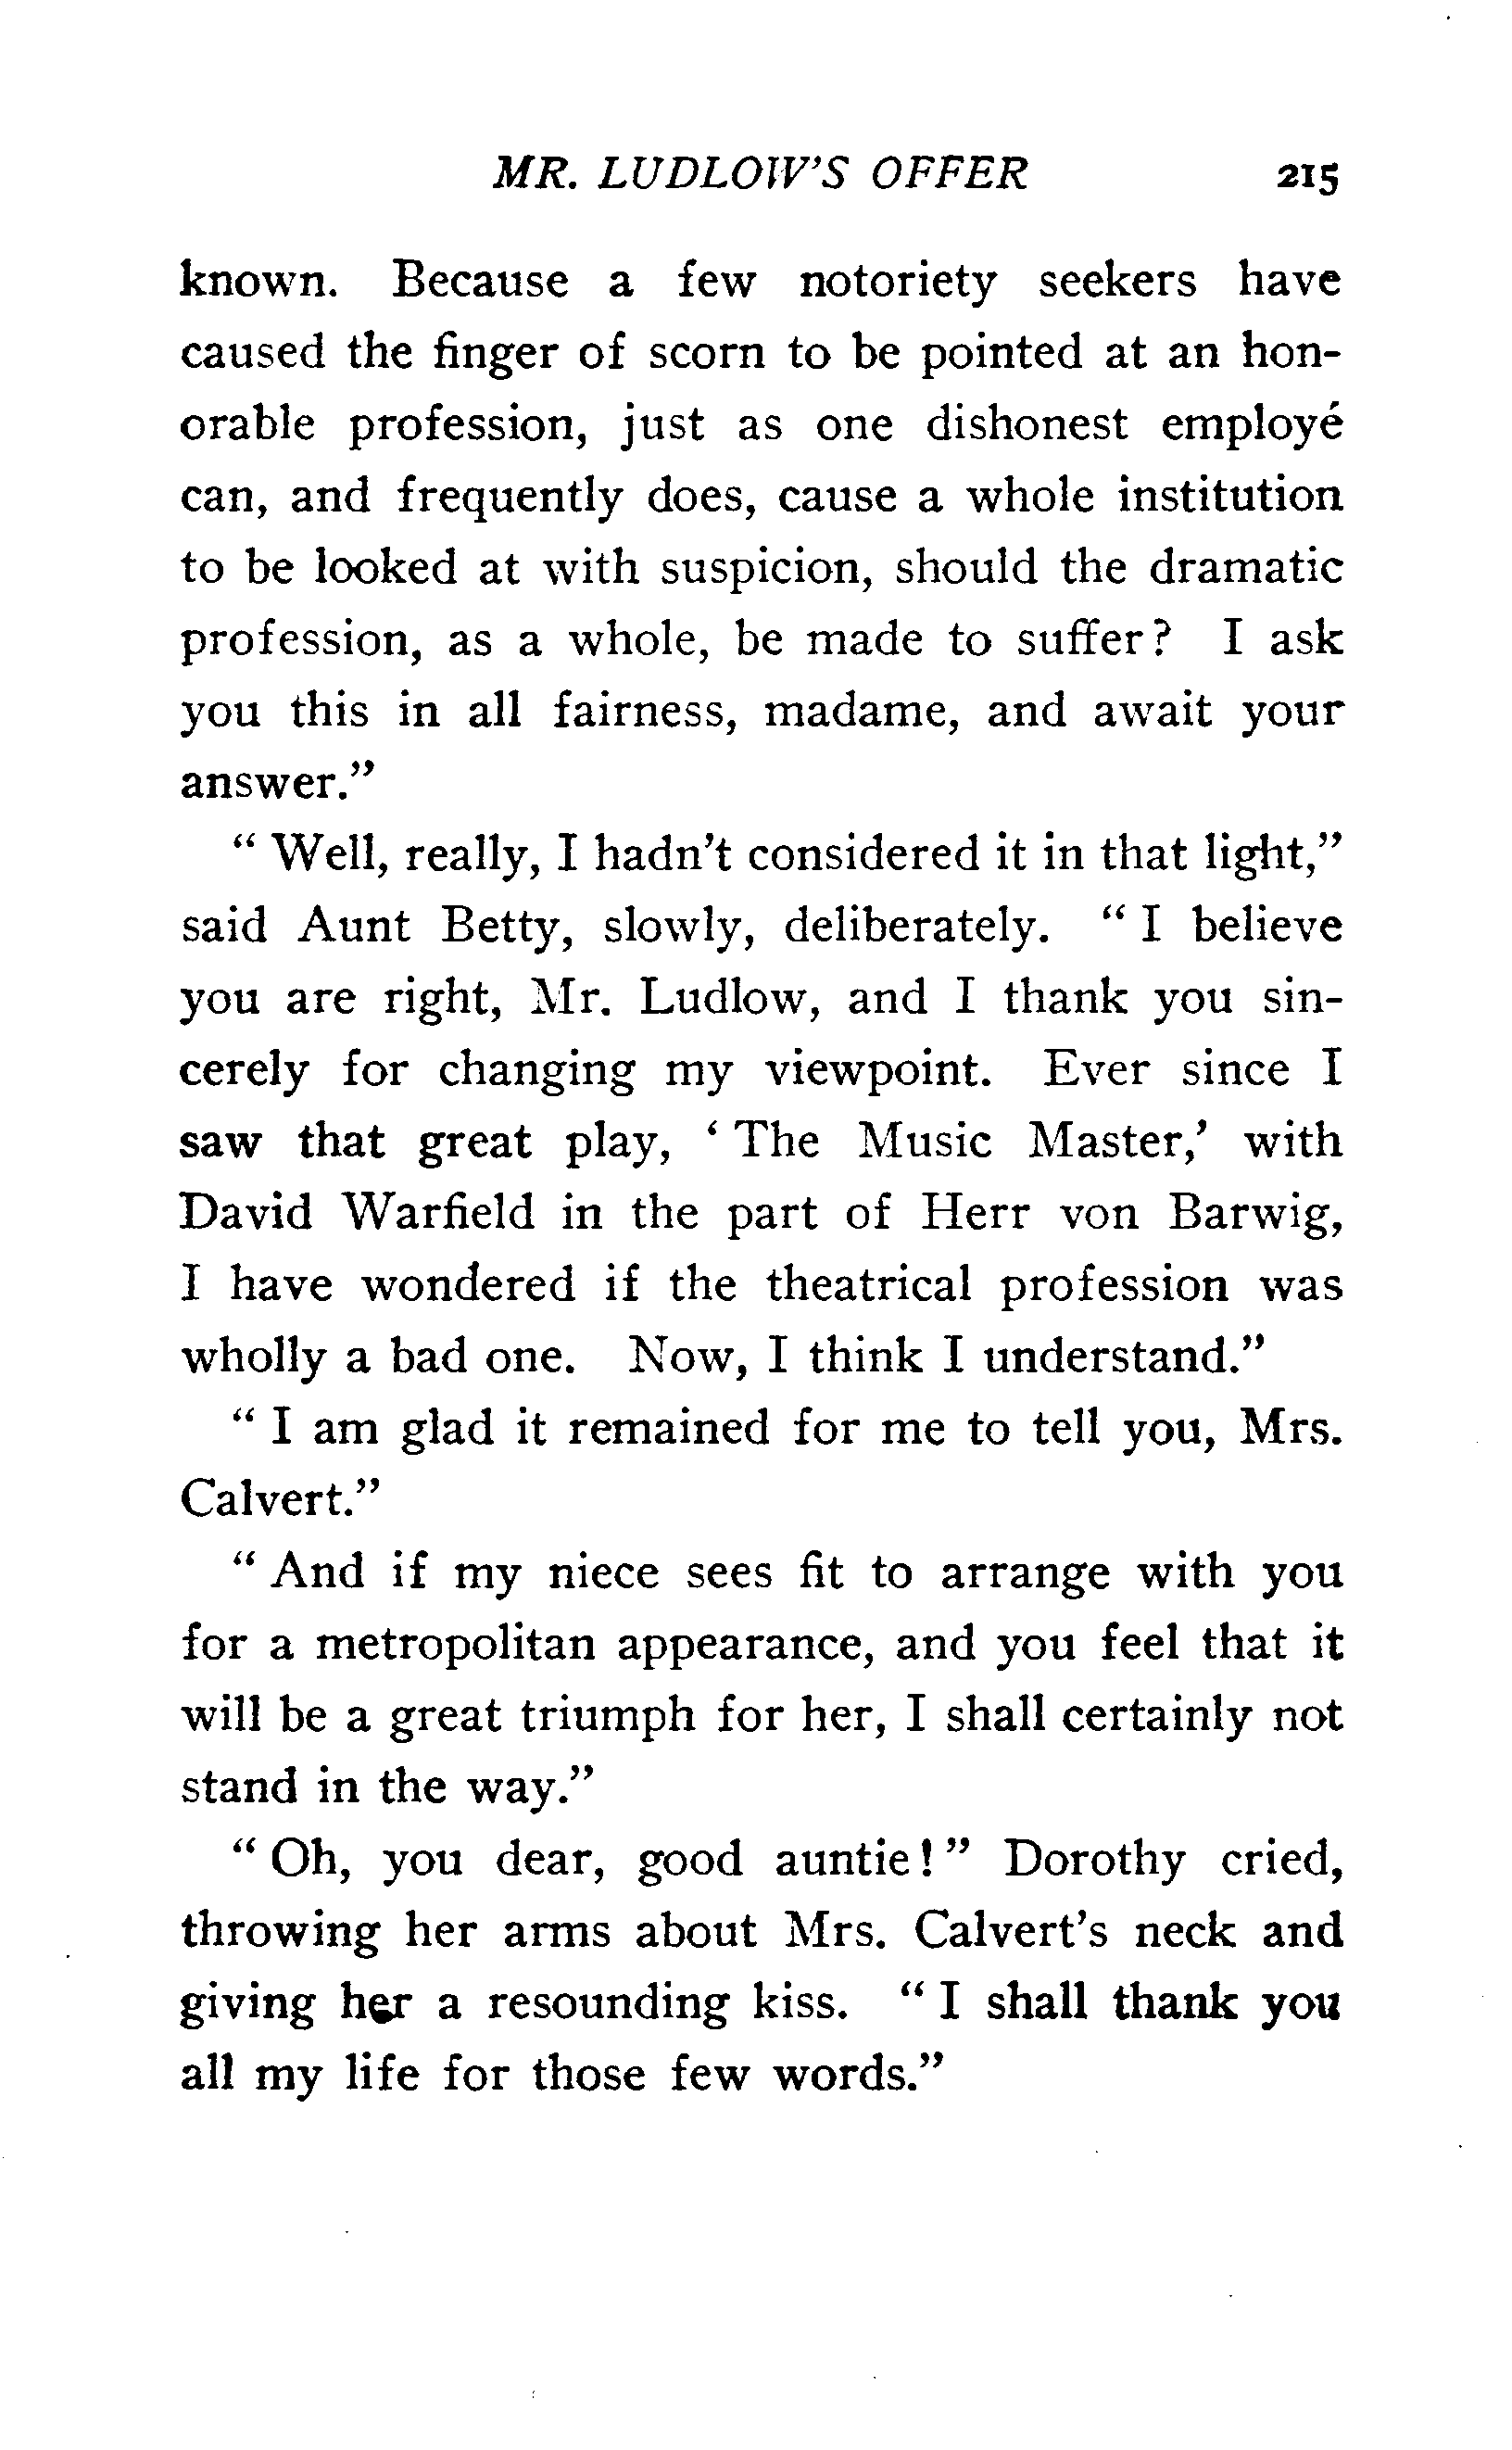 MR. LUDLOW'S OFFER 215
known. Because a few notoriety seekers have
caused the finger of scorn to be pointed at an hon-
orable profession, just as one dishonest employé
can, and frequently does, cause a whole institution
to be looked at with suspicion, should the dramatic
profession, as a whole, be made to suffer? I ask
you this in all fairness, madame, and await your
answer."
" Well, really, I hadn't considered it in that light,"
said Aunt Betty, slowly, deliberately. " I believe
you are right, Mr. Ludlow, and I thank you sin-
cerely for changing my viewpoint. Ever since I
saw that great play, ' The Music Master,' with
David Warfield in the part of Herr von Barwig,
I have wondered if the theatrical profession was
wholly a bad one. Now, I think I understand."
" I am glad it remained for me to tell you, Mrs.
Calvert."
" And if my niece sees fit to arrange with you
for a metropolitan appearance, and you feel that it
will be a great triumph for her, I shall certainly not
stand in the way."
" Oh, you dear, good auntie! " Dorothy cried,
throwing her arms about Mrs. Calvert's neck and
giving her a resounding kiss. " I shall thank you
all my life for those few words."